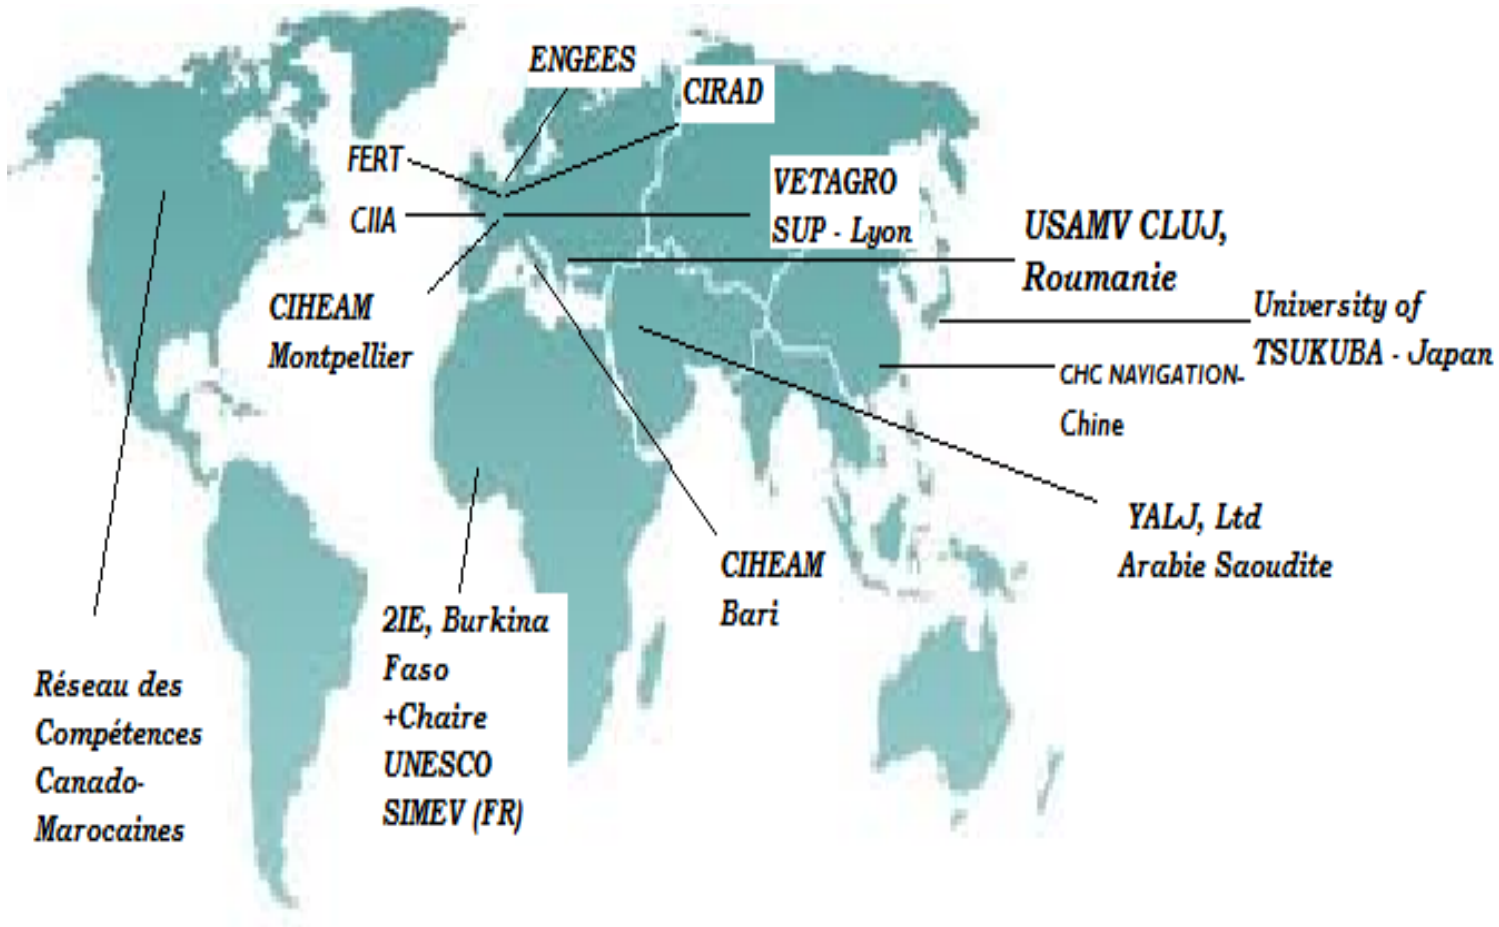 ENGEES
CIRAD
FERT
CIIA
VETAGRO
SUP - Lyon
USAMV CLUJ,
Roumanie
CIHEAM
Montpellier
University of
TSUKUBA - Japan
CHC NAVIGATION-
Chine
YALJ, Ltd
Arabie Saoudite
CIHEAM
Bari
2IE, Burkina
Faso
+Chaire
UNESCO
SIMEV (FR)
Réseau des
Compétences
Canado-
Marocaines